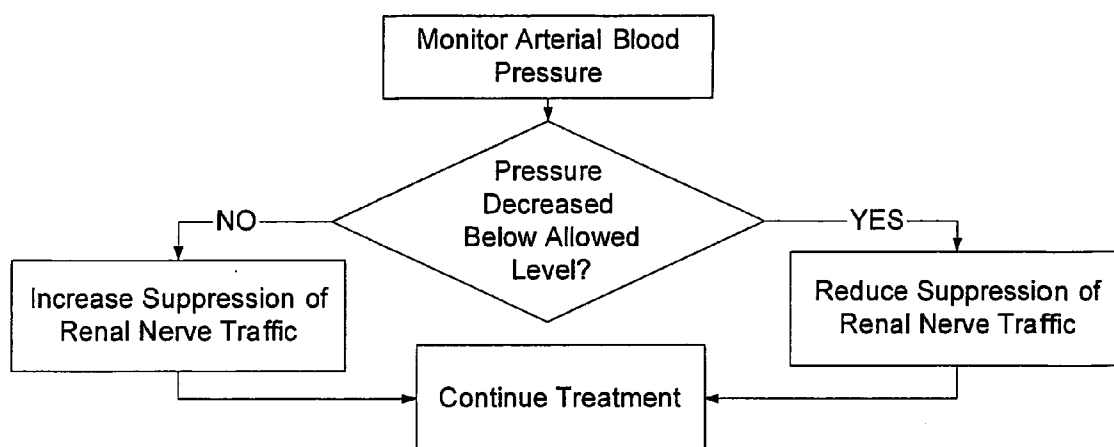 Monitor Arterial Blood
Pressure
Pressure
Decreased
Below Allowed
Level?
NO
YES
Increase Suppression of
Renal Nerve Traffic
Reduce Suppression of
Renal Nerve Traffic
Continue Treatment